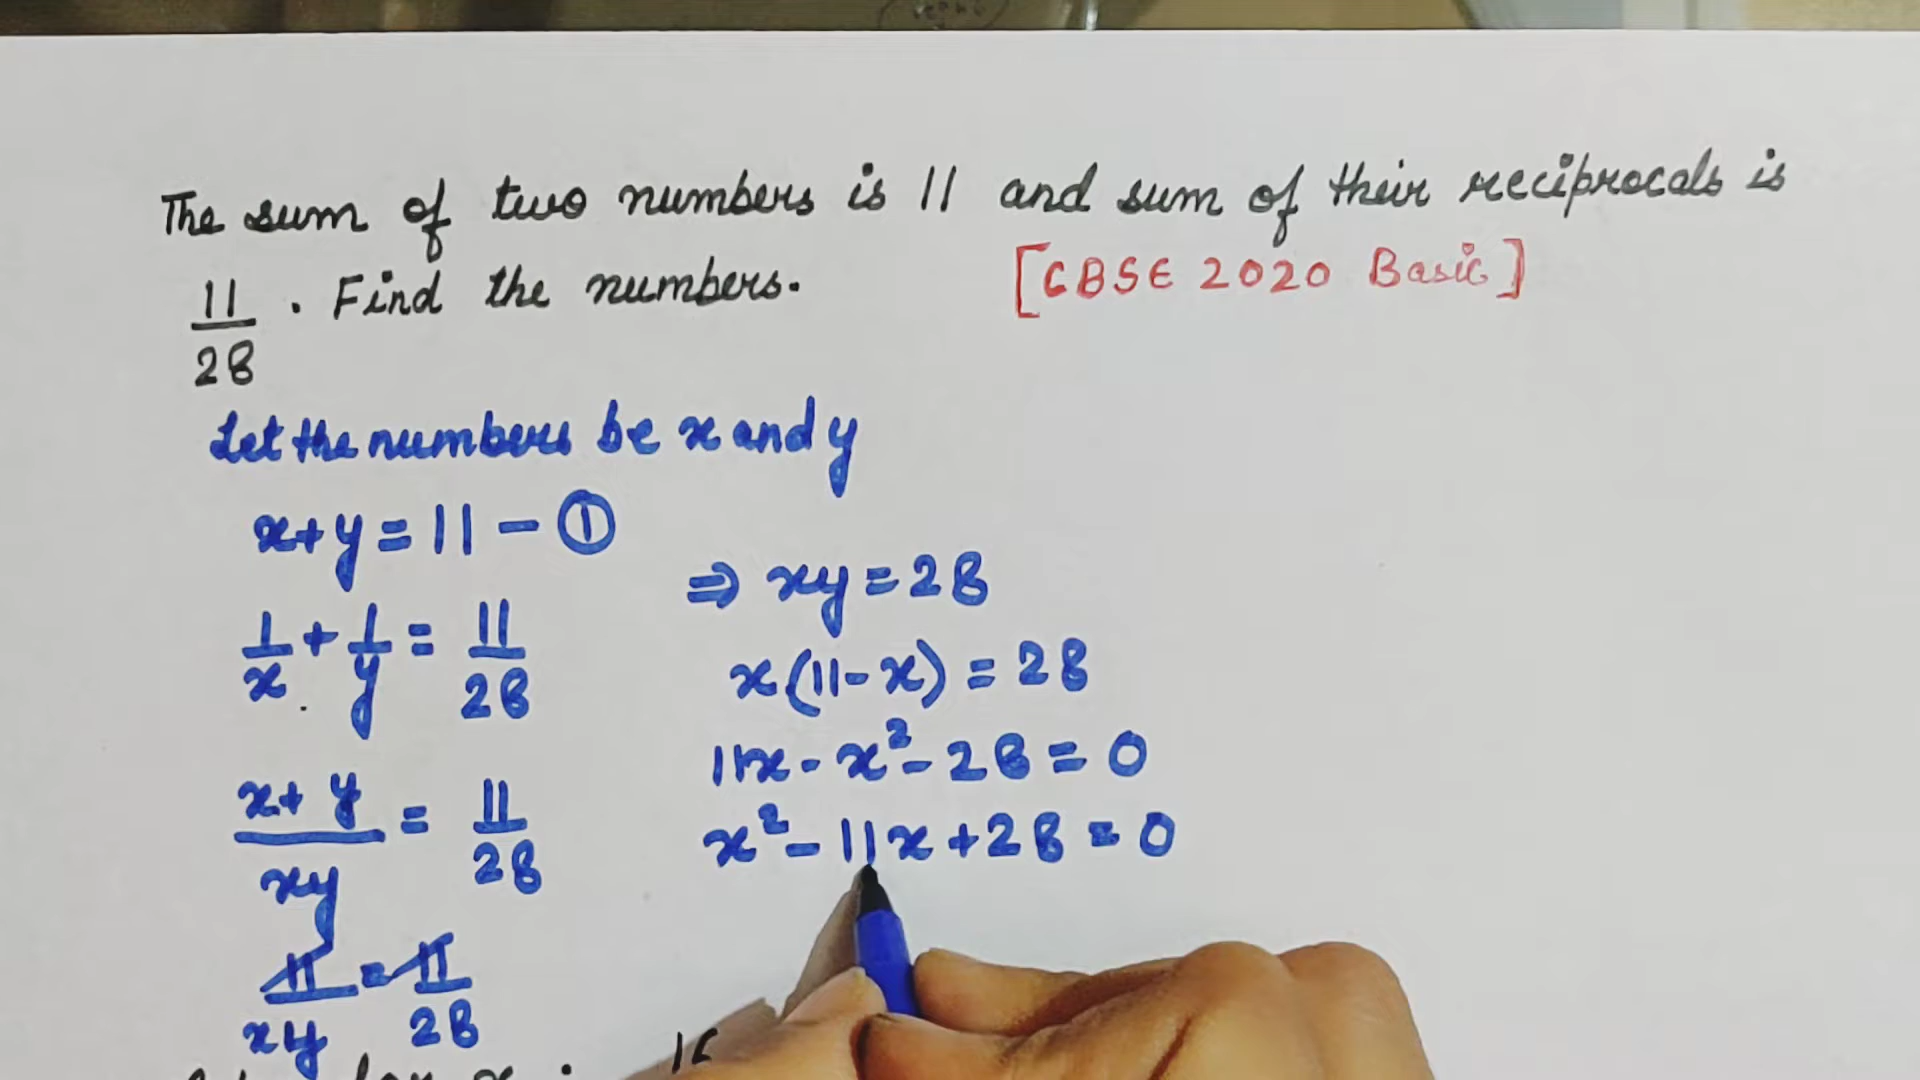 The sum of two numbers is 11 and sum of their reciprocals is
11/28 . Find the numbers. [CBSE 2020 Basic]
Let the numbers be x and y
x+y=11 - ①
1/x + 1/y = 11/28
x+y/xy = 11/28
11/xy = 11/28
⇒ xy=28
x(11-x) = 28
11x - x² - 28 = 0
x² - 11x + 28 = 0